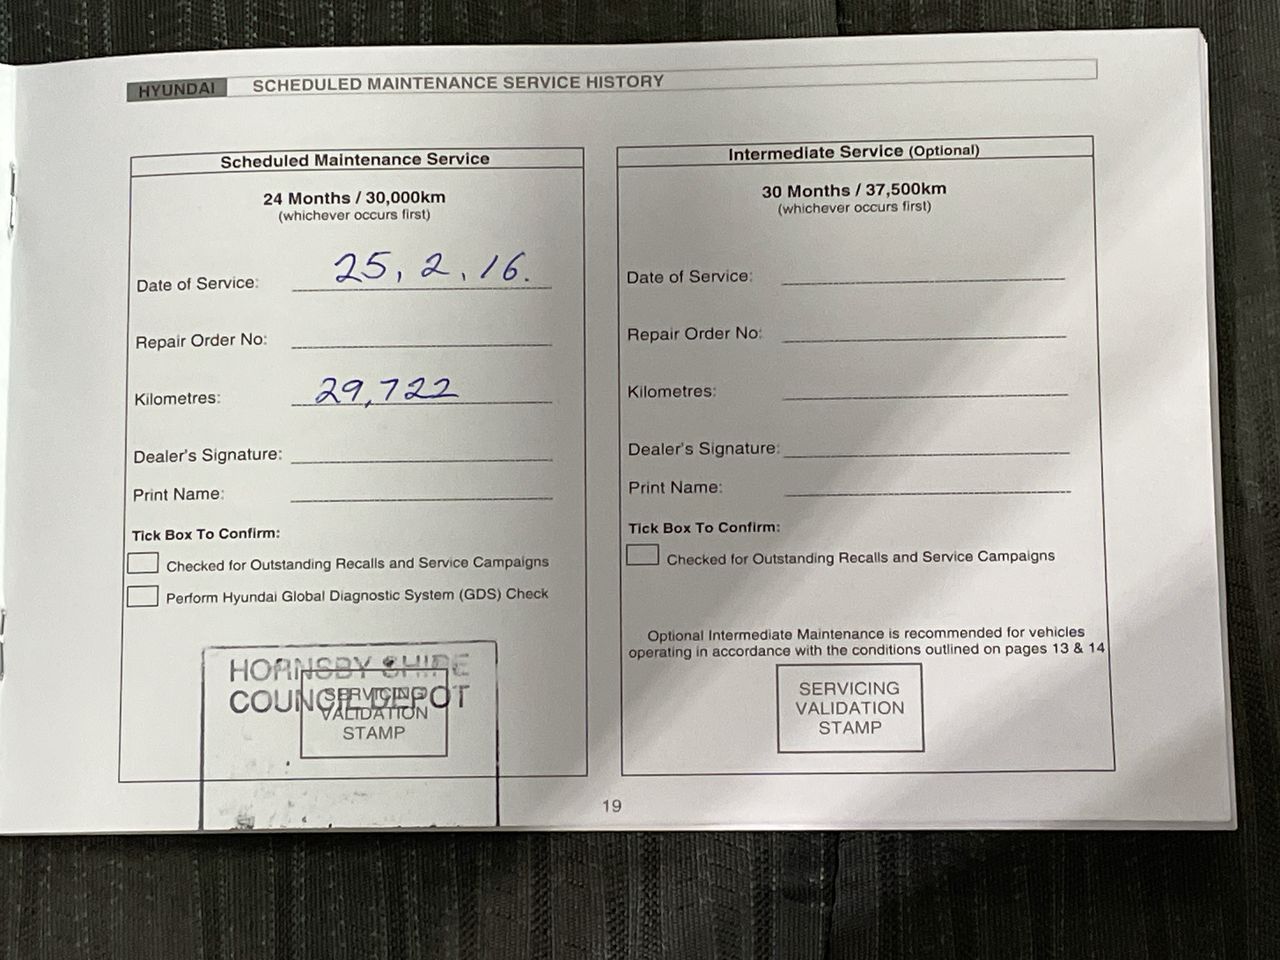 HYUNDAI SCHEDULED MAINTENANCE SERVICE HISTORY
Scheduled Maintenance Service
24 Months / 30,000km
(whichever occurs first)
Date of Service: 25, 2, 16.
Repair Order No:
Kilometres: 29,722
Dealer's Signature:
Print Name:
Tick Box To Confirm:
Checked for Outstanding Recalls and Service Campaigns
Perform Hyundai Global Diagnostic System (GDS) Check
HORNSBY SHIRE
COUNCIL DEPOT
SERVICING
VALIDATION
STAMP
Intermediate Service (Optional)
30 Months / 37,500km
(whichever occurs first)
Date of Service:
Repair Order No:
Kilometres:
Dealer's Signature:
Print Name:
Tick Box To Confirm:
Checked for Outstanding Recalls and Service Campaigns
Optional Intermediate Maintenance is recommended for vehicles
operating in accordance with the conditions outlined on pages 13 & 14
SERVICING
VALIDATION
STAMP
19